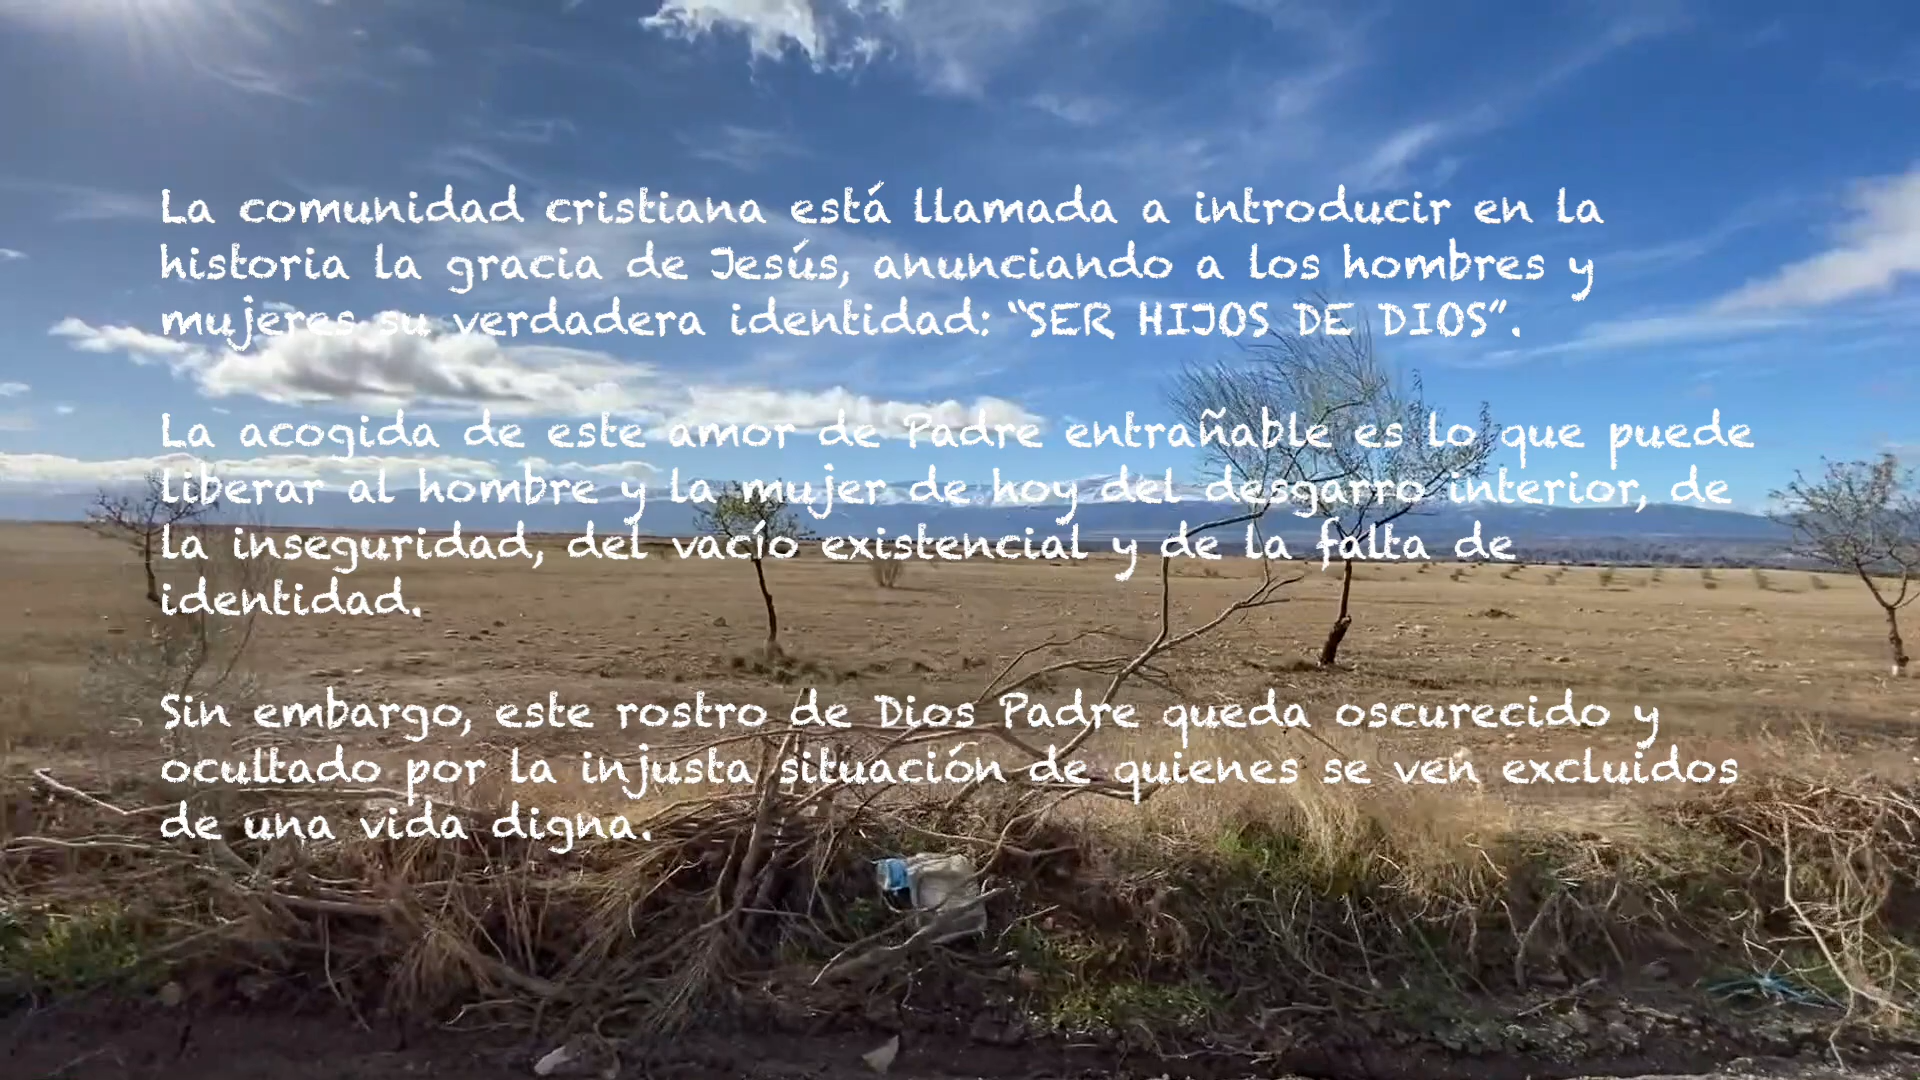 La comunidad cristiana está llamada a introducir en la
historia la gracia de Jesús, anunciando a los hombres y
mujeres su verdadera identidad: “SER HIJOS DE DIOS”.
La acogida de este amor de Padre entrañable es lo que puede
liberar al hombre y la mujer de hoy del desgarro interior, de
la inseguridad, del vacío existencial y de la falta de
identidad.
Sin embargo, este rostro de Dios Padre queda oscurecido y
ocultado por la injusta situación de quienes se ven excluidos
de una vida digna.